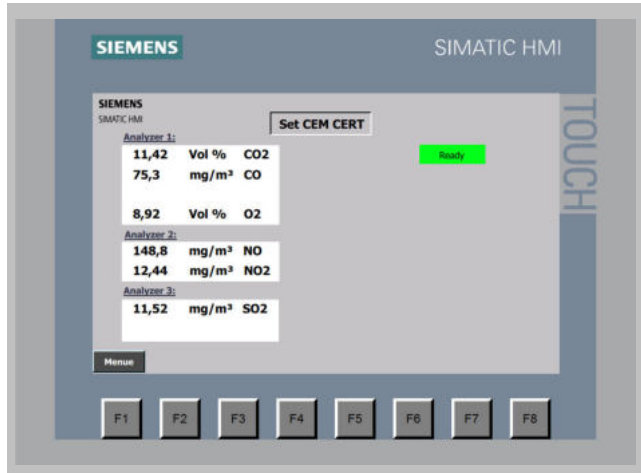 SIEMENS
SIMATIC HMI
TOUCH
SIEMENS
SIMATIC HMI
Set CEM CERT
Analyzer 1:
11,42 Vol % CO2
Ready
75,3 mg/m³ CO
8,92 Vol % O2
Analyzer 2:
148,8 mg/m³ NO
12,44 mg/m³ NO2
Analyzer 3:
11,52 mg/m³ SO2
Menue
F1 F2 F3 F4 F5 F6 F7 F8